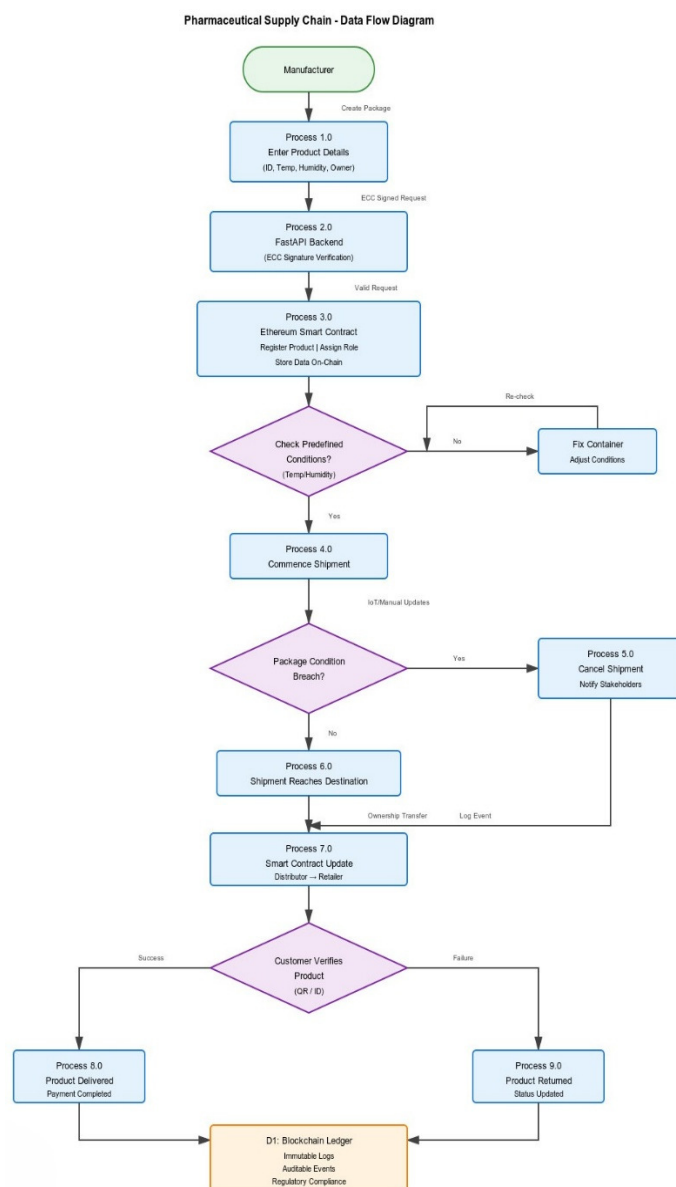 Pharmaceutical Supply Chain - Data Flow Diagram
Manufacturer
Create Package
Process 1.0
Enter Product Details
(ID, Temp, Humidity, Owner)
ECC Signed Request
Process 2.0
FastAPI Backend
(ECC Signature Verification)
Valid Request
Process 3.0
Ethereum Smart Contract
Register Product | Assign Role
Store Data On-Chain
Re-check
Check Predefined
Conditions?
(Temp/Humidity)
No
Fix Container
Adjust Conditions
Yes
Process 4.0
Commence Shipment
IoT/Manual Updates
Package Condition
Breach?
Yes
Process 5.0
Cancel Shipment
Notify Stakeholders
No
Process 6.0
Shipment Reaches Destination
Ownership Transfer
Log Event
Process 7.0
Smart Contract Update
Distributor → Retailer
Success
Customer Verifies
Product
(QR / ID)
Failure
Process 8.0
Product Delivered
Payment Completed
Process 9.0
Product Returned
Status Updated
D1: Blockchain Ledger
Immutable Logs
Auditable Events
Regulatory Compliance